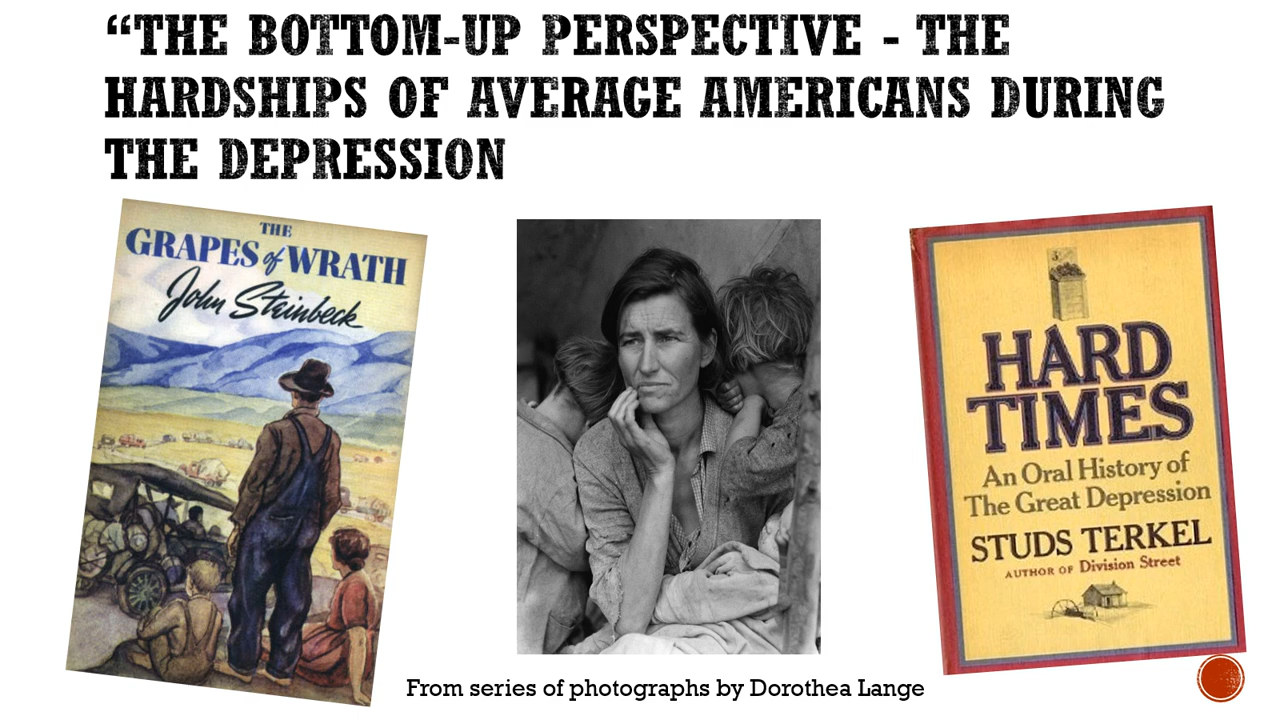 “THE BOTTOM-UP PERSPECTIVE - THE
HARDSHIPS OF AVERAGE AMERICANS DURING
THE DEPRESSION
THE
GRAPES of WRATH
John Steinbeck
HARD
TIMES
An Oral History of
The Great Depression
STUDS TERKEL
AUTHOR OF Division Street
From series of photographs by Dorothea Lange